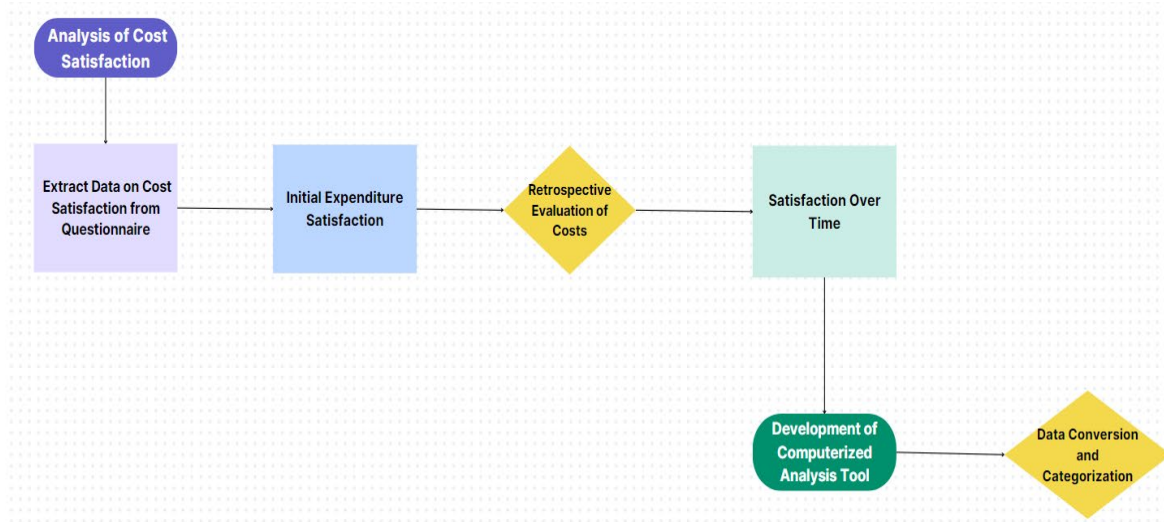 Analysis of Cost
Satisfaction
Extract Data on Cost
Satisfaction from
Questionnaire
Initial Expenditure
Satisfaction
Retrospective
Evaluation of
Costs
Satisfaction Over
Time
Development of
Computerized
Analysis Tool
Data Conversion
and
Categorization